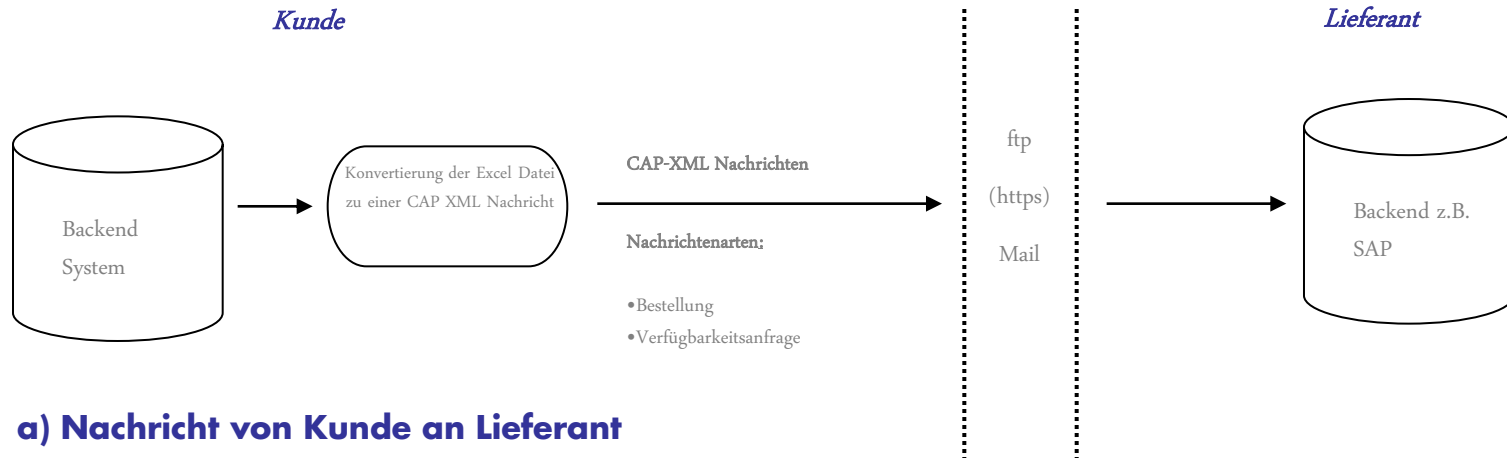 Kunde
Lieferant
Backend
System
Konvertierung der Excel Datei
zu einer CAP XML Nachricht
CAP-XML Nachrichten
Nachrichtenarten:
•Bestellung
•Verfügbarkeitsanfrage
ftp
(https)
Mail
Backend z.B.
SAP
a) Nachricht von Kunde an Lieferant